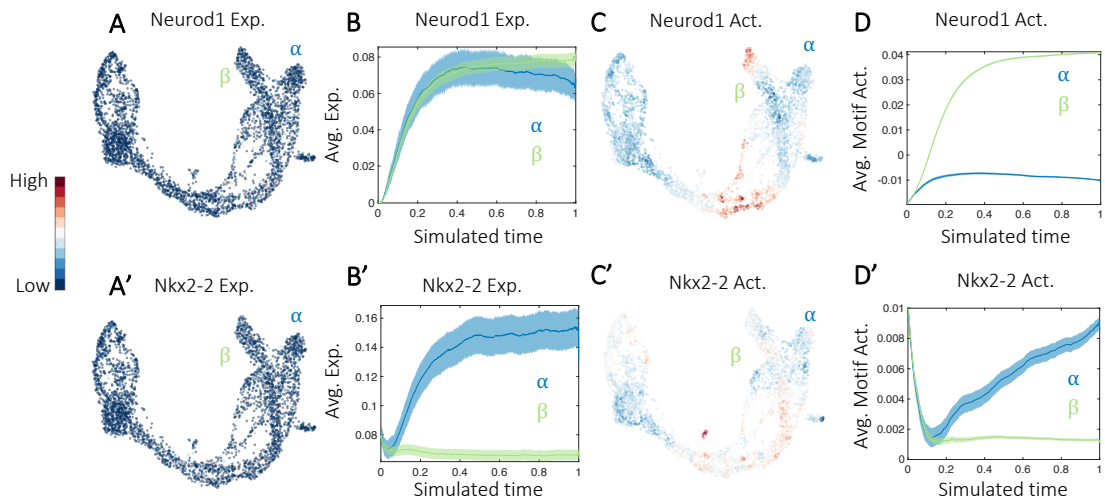 A Neurod1 Exp.
α
β
B Neurod1 Exp.
Avg. Exp.
0.08
0.06
0.04
0.02
0
0 0.2 0.4 0.6 0.8 1
α
β
Simulated time
C Neurod1 Act.
α
β
D Neurod1 Act.
Avg. Motif Act.
0.04
0.02
0
-0.01
0 0.2 0.4 0.6 0.8 1
α
β
Simulated time
High
Low
A′ Nkx2-2 Exp.
α
β
B′ Nkx2-2 Exp.
Avg. Exp.
0.16
0.14
0.12
0.1
0.08
0 0.2 0.4 0.6 0.8 1
α
β
Simulated time
C′ Nkx2-2 Act.
α
β
D′ Nkx2-2 Act.
Avg. Motif Act.
0.01
0.008
0.006
0.004
0.002
0
0 0.2 0.4 0.6 0.8 1
α
β
Simulated time